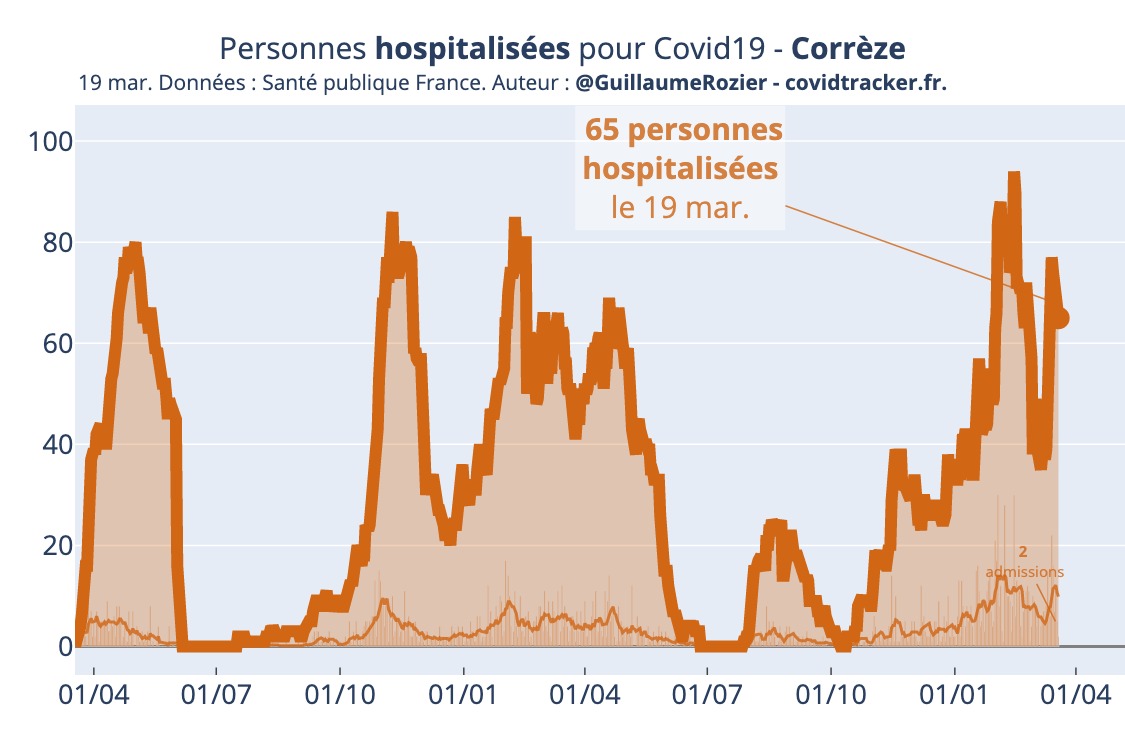 Personnes hospitalisées pour Covid19 - Corrèze
19 mar. Données : Santé publique France. Auteur : @GuillaumeRozier - covidtracker.fr.
65 personnes
hospitalisées
le 19 mar.
100
80
60
40
20
0
2
admissions
01/04 01/07 01/10 01/01 01/04 01/07 01/10 01/01 01/04